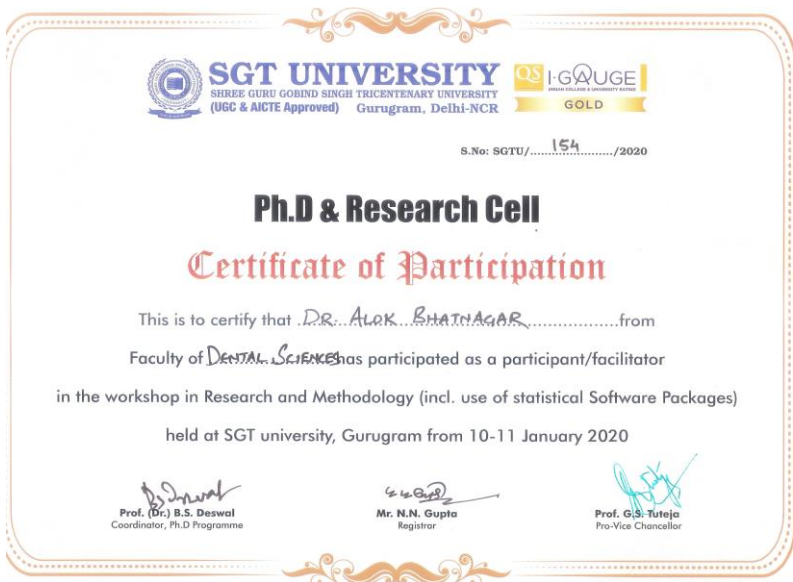 SGT UNIVERSITY
SHREE GURU GOBIND SINGH TRICENTENARY UNIVERSITY
(UGC & AICTE Approved) Gurugram, Delhi-NCR
QS I·GAUGE
INDIAN COLLEGE & UNIVERSITY RATING
GOLD
S.No: SGTU/......154............/2020
Ph.D & Research Cell
Certificate of Participation
This is to certify that DR. ALOK BHATNAGAR from
Faculty of DENTAL SCIENCES has participated as a participant/facilitator
in the workshop in Research and Methodology (incl. use of statistical Software Packages)
held at SGT university, Gurugram from 10-11 January 2020
Prof. (Dr.) B.S. Deswal
Coordinator, Ph.D Programme
Mr. N.N. Gupta
Registrar
Prof. G.S. Tuteja
Pro-Vice Chancellor